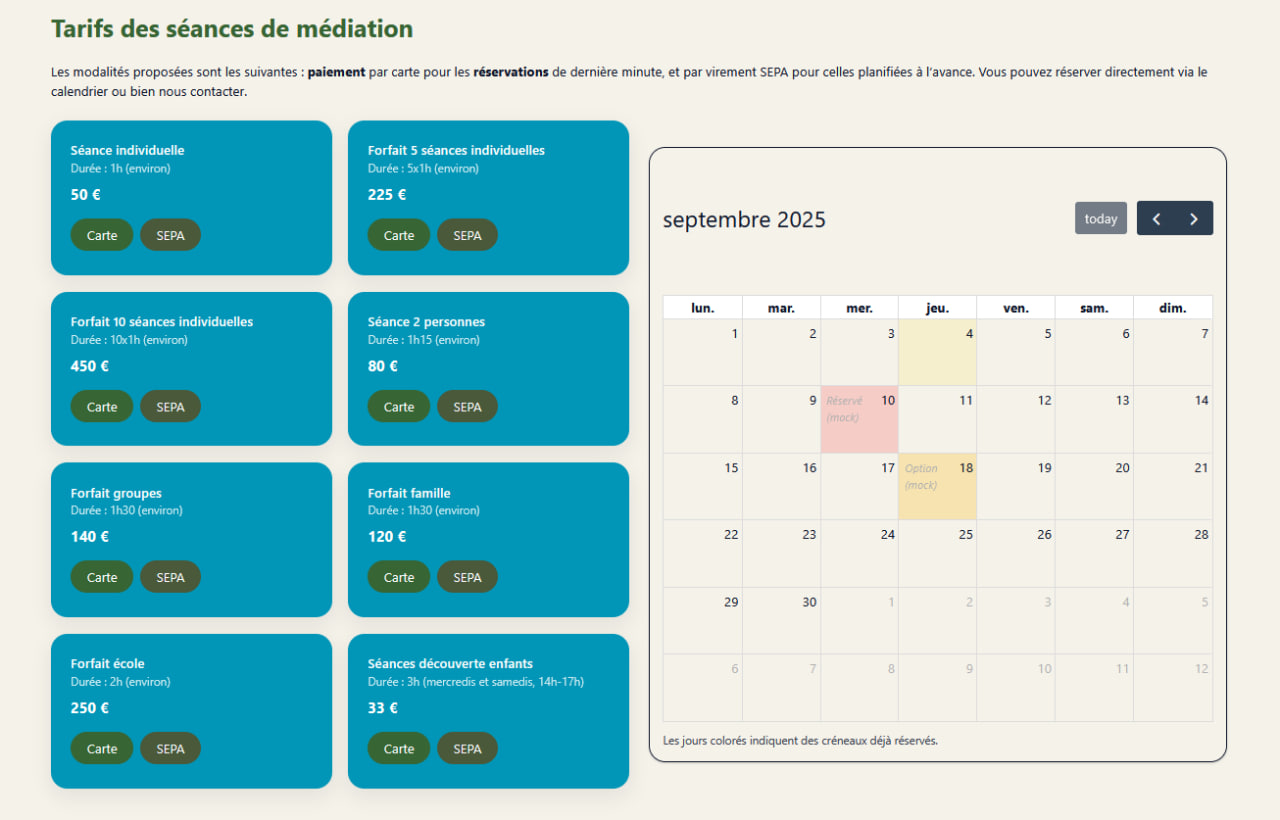 Tarifs des séances de médiation
Les modalités proposées sont les suivantes : paiement par carte pour les réservations de dernière minute, et par virement SEPA pour celles planifiées à l'avance. Vous pouvez réserver directement via le
calendrier ou bien nous contacter.
Séance individuelle
Durée : 1h (environ)
50 €
Carte SEPA
Forfait 5 séances individuelles
Durée : 5x1h (environ)
225 €
Carte SEPA
Forfait 10 séances individuelles
Durée : 10x1h (environ)
450 €
Carte SEPA
Séance 2 personnes
Durée : 1h15 (environ)
80 €
Carte SEPA
Forfait groupes
Durée : 1h30 (environ)
140 €
Carte SEPA
Forfait famille
Durée : 1h30 (environ)
120 €
Carte SEPA
Forfait école
Durée : 2h (environ)
250 €
Carte SEPA
Séances découverte enfants
Durée : 3h (mercredis et samedis, 14h-17h)
33 €
Carte SEPA
septembre 2025 today
lun. mar. mer. jeu. ven. sam. dim.
1 2 3 4 5 6 7
8 9 Réservé 10 11 12 13 14
(mock)
15 16 17 Option 18 19 20 21
(mock)
22 23 24 25 26 27 28
29 30 1 2 3 4 5
6 7 8 9 10 11 12
Les jours colorés indiquent des créneaux déjà réservés.